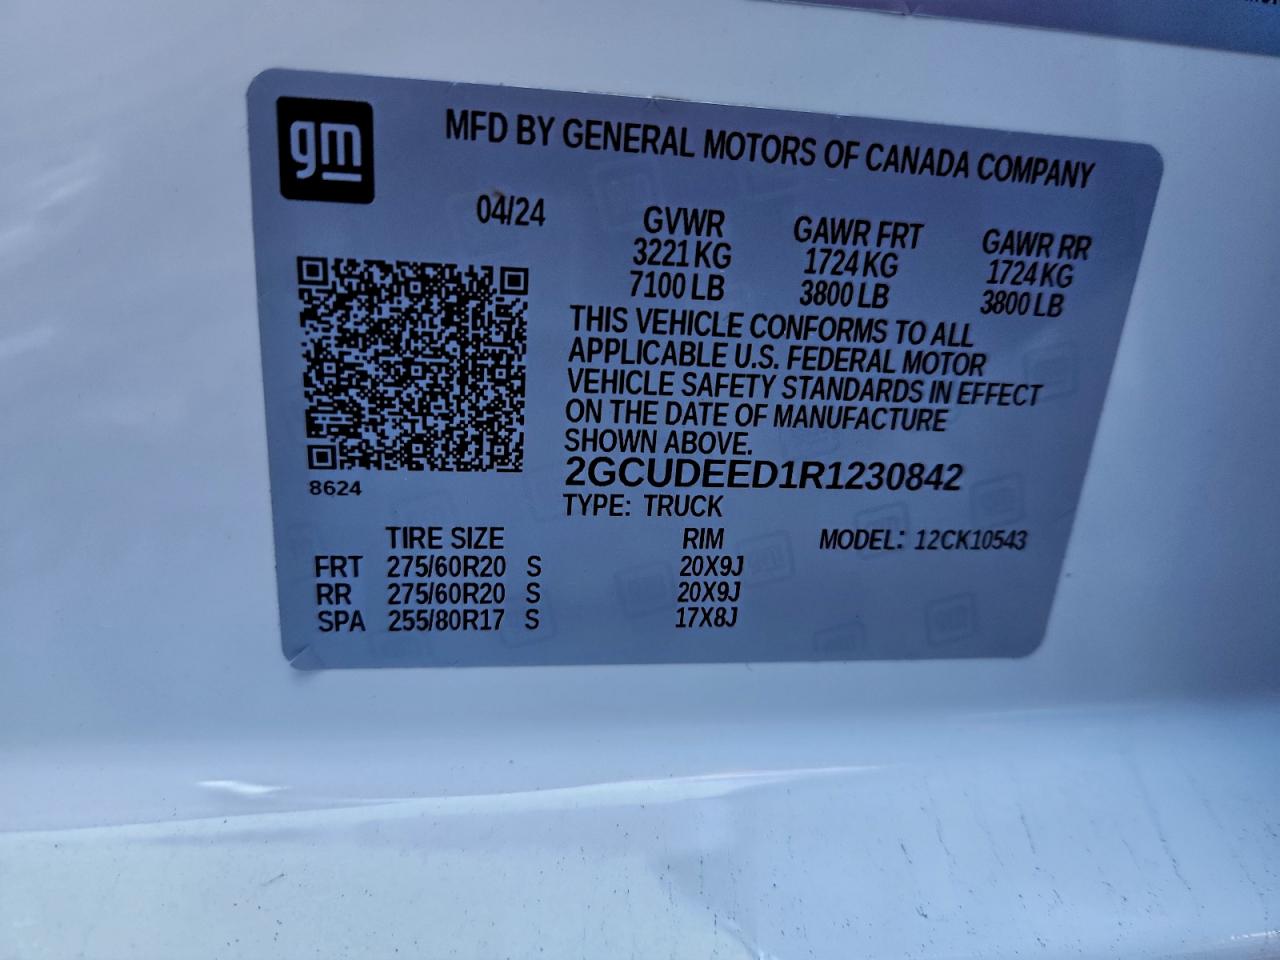 gm
MFD BY GENERAL MOTORS OF CANADA COMPANY
04/24 GVWR GAWR FRT GAWR RR
3221 KG 1724 KG 1724 KG
7100 LB 3800 LB 3800 LB
THIS VEHICLE CONFORMS TO ALL
APPLICABLE U.S. FEDERAL MOTOR
VEHICLE SAFETY STANDARDS IN EFFECT
ON THE DATE OF MANUFACTURE
SHOWN ABOVE.
2GCUDEED1R1230842
8624
TYPE: TRUCK
TIRE SIZE RIM MODEL: 12CK10543
FRT 275/60R20 S 20X9J
RR 275/60R20 S 20X9J
SPA 255/80R17 S 17X8J